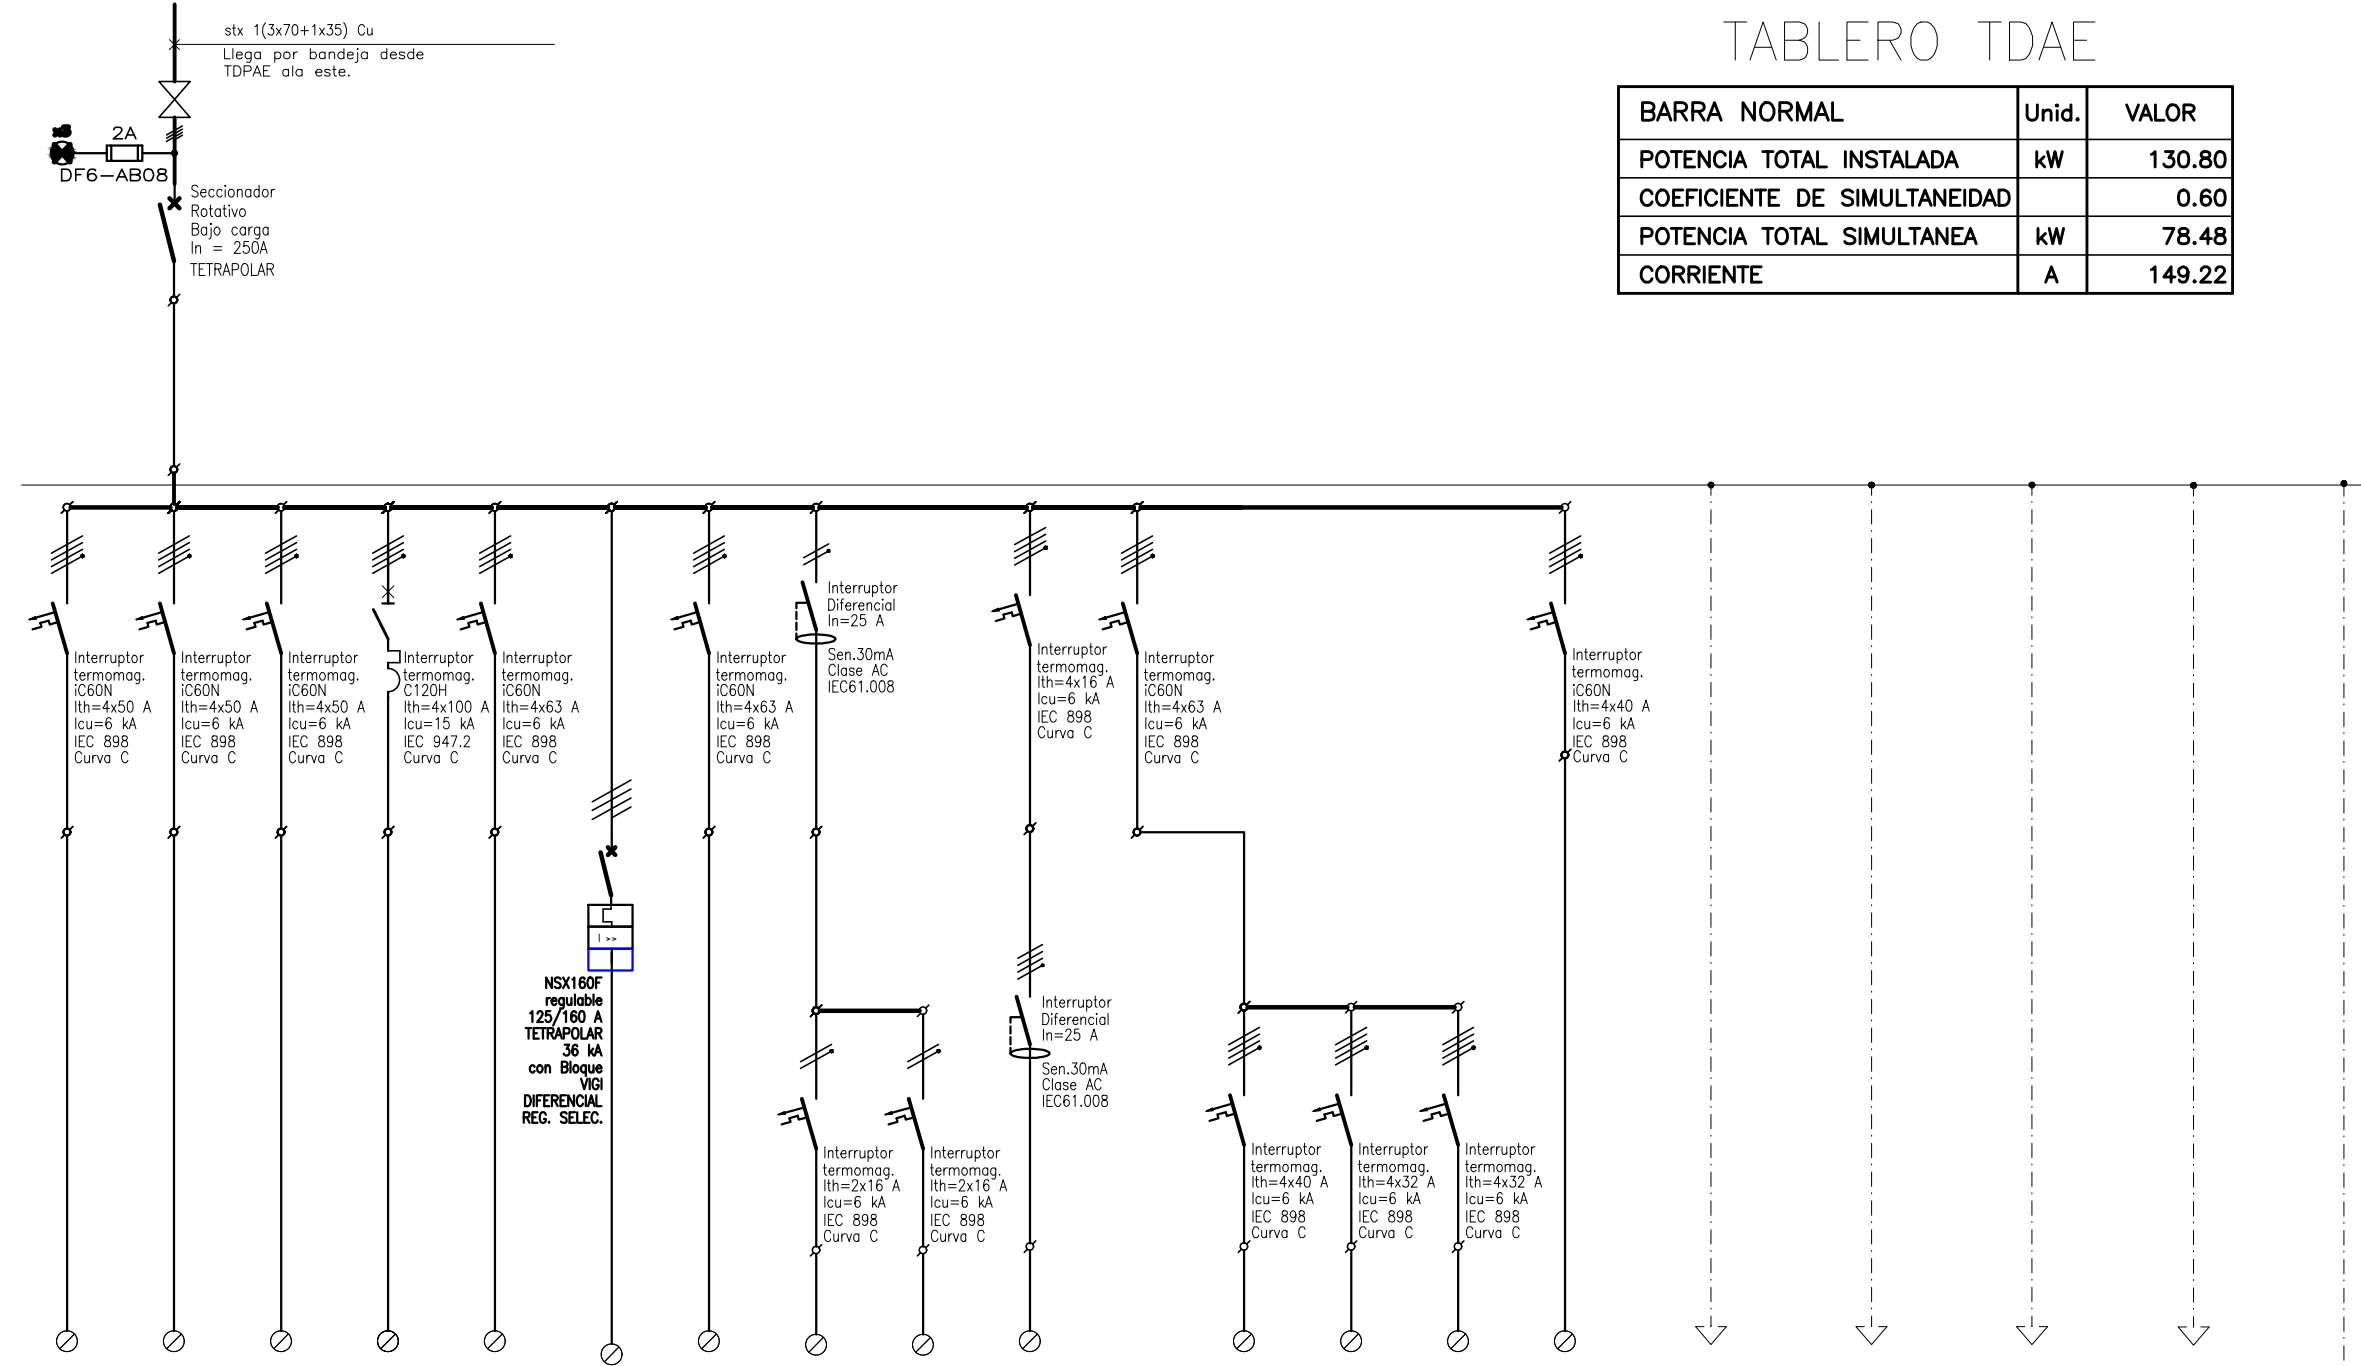 stx 1(3x70+1x35) Cu
Llega por bandeja desde
TDPAE ala este.
2A
DF6-AB08
Seccionador
Rotativo
Bajo carga
In = 250A
TETRAPOLAR
TABLERO TDAE
BARRA NORMAL Unid. VALOR
POTENCIA TOTAL INSTALADA kW 130.80
COEFICIENTE DE SIMULTANEIDAD 0.60
POTENCIA TOTAL SIMULTANEA kW 78.48
CORRIENTE A 149.22
Interruptor
termomag.
iC60N
Ith=4x50 A
Icu=6 kA
IEC 898
Curva C
Interruptor
termomag.
iC60N
Ith=4x50 A
Icu=6 kA
IEC 898
Curva C
Interruptor
termomag.
iC60N
Ith=4x50 A
Icu=6 kA
IEC 898
Curva C
Interruptor
termomag.
C120H
Ith=4x100 A
Icu=15 kA
IEC 947.2
Curva C
Interruptor
termomag.
iC60N
Ith=4x63 A
Icu=6 kA
IEC 898
Curva C
I >>
NSX160F
regulable
125/160 A
TETRAPOLAR
36 kA
con Bloque
VIGI
DIFERENCIAL
REG. SELEC.
Interruptor
termomag.
iC60N
Ith=4x63 A
Icu=6 kA
IEC 898
Curva C
Interruptor
Diferencial
In=25 A
Sen.30mA
Clase AC
IEC61.008
Interruptor
termomag.
Ith=2x16 A
Icu=6 kA
IEC 898
Curva C
Interruptor
termomag.
Ith=2x16 A
Icu=6 kA
IEC 898
Curva C
Interruptor
termomag.
Ith=4x16 A
Icu=6 kA
IEC 898
Curva C
Interruptor
Diferencial
In=25 A
Sen.30mA
Clase AC
IEC61.008
Interruptor
termomag.
iC60N
Ith=4x63 A
Icu=6 kA
IEC 898
Curva C
Interruptor
termomag.
Ith=4x40 A
Icu=6 kA
IEC 898
Curva C
Interruptor
termomag.
Ith=4x32 A
Icu=6 kA
IEC 898
Curva C
Interruptor
termomag.
Ith=4x32 A
Icu=6 kA
IEC 898
Curva C
Interruptor
termomag.
iC60N
Ith=4x40 A
Icu=6 kA
IEC 898
Curva C